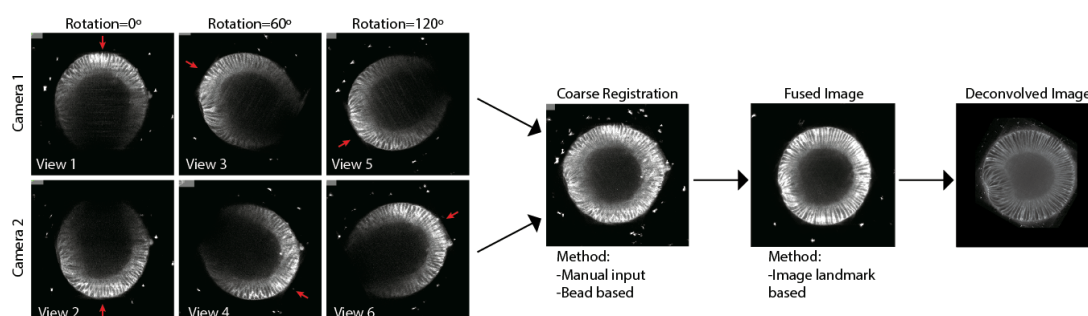 Rotation=0º
Rotation=60º
Rotation=120º
Camera 1
View 1
View 3
View 5
Camera 2
View 2
View 4
View 6
Coarse Registration
Fused Image
Deconvolved Image
Method:
-Manual input
-Bead based
Method:
-Image landmark
based